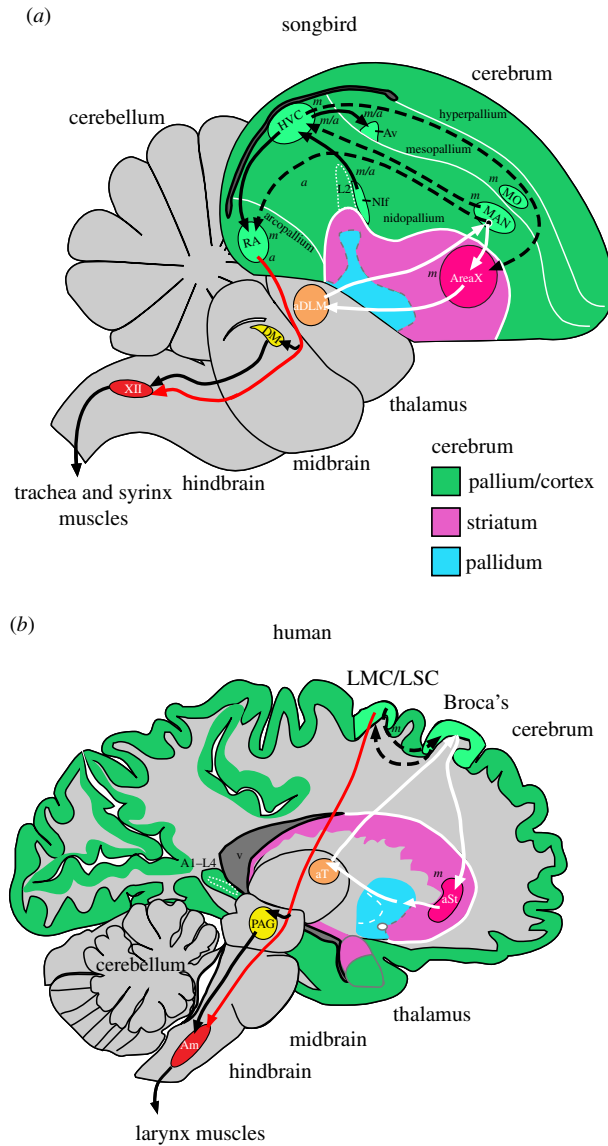 (a)
songbird
cerebrum
cerebellum
HVC
m
m/a
m/a
Av
hyperpallium
mesopallium
a
L2
m/a
NIf
nidopallium
m
MO
m
MAN
arcopallium
RA
m
a
aDLM
m
AreaX
DM
XII
thalamus
midbrain
hindbrain
trachea and syrinx
muscles
cerebrum
pallium/cortex
striatum
pallidum
(b)
human
LMC/LSC
Broca's
cerebrum
m
A1–L4
v
aT
m
aSt
PAG
cerebellum
thalamus
midbrain
Am
hindbrain
larynx muscles